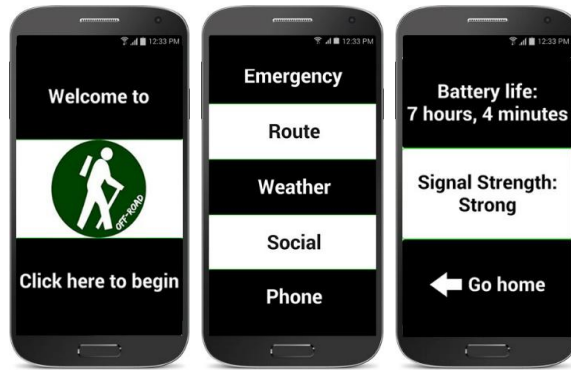 12:33 PM
Welcome to
OFF-ROAD
Click here to begin
12:33 PM
Emergency
Route
Weather
Social
Phone
12:33 PM
Battery life:
7 hours, 4 minutes
Signal Strength:
Strong
Go home